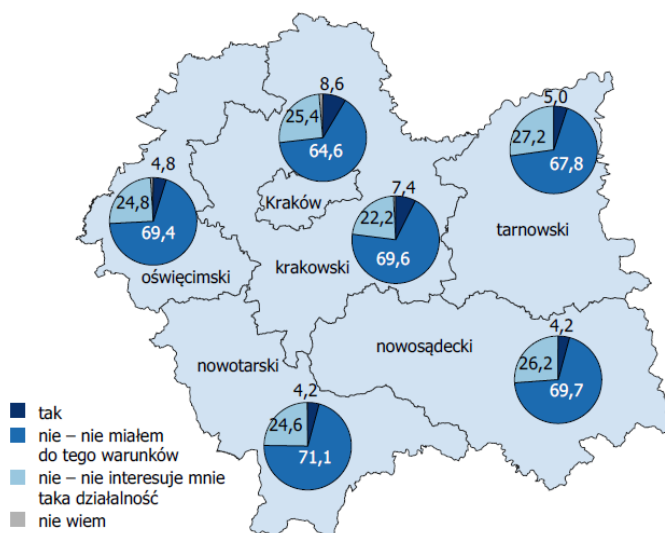 8,6
25,4
64,6
Kraków
5,0
27,2
67,8
tarnowski
4,8
24,8
69,4
oświęcimski
7,4
22,2
69,6
krakowski
nowosądecki
4,2
26,2
69,7
nowotarski
4,2
24,6
71,1
tak
nie – nie miałem
do tego warunków
nie – nie interesuje mnie
taka działalność
nie wiem